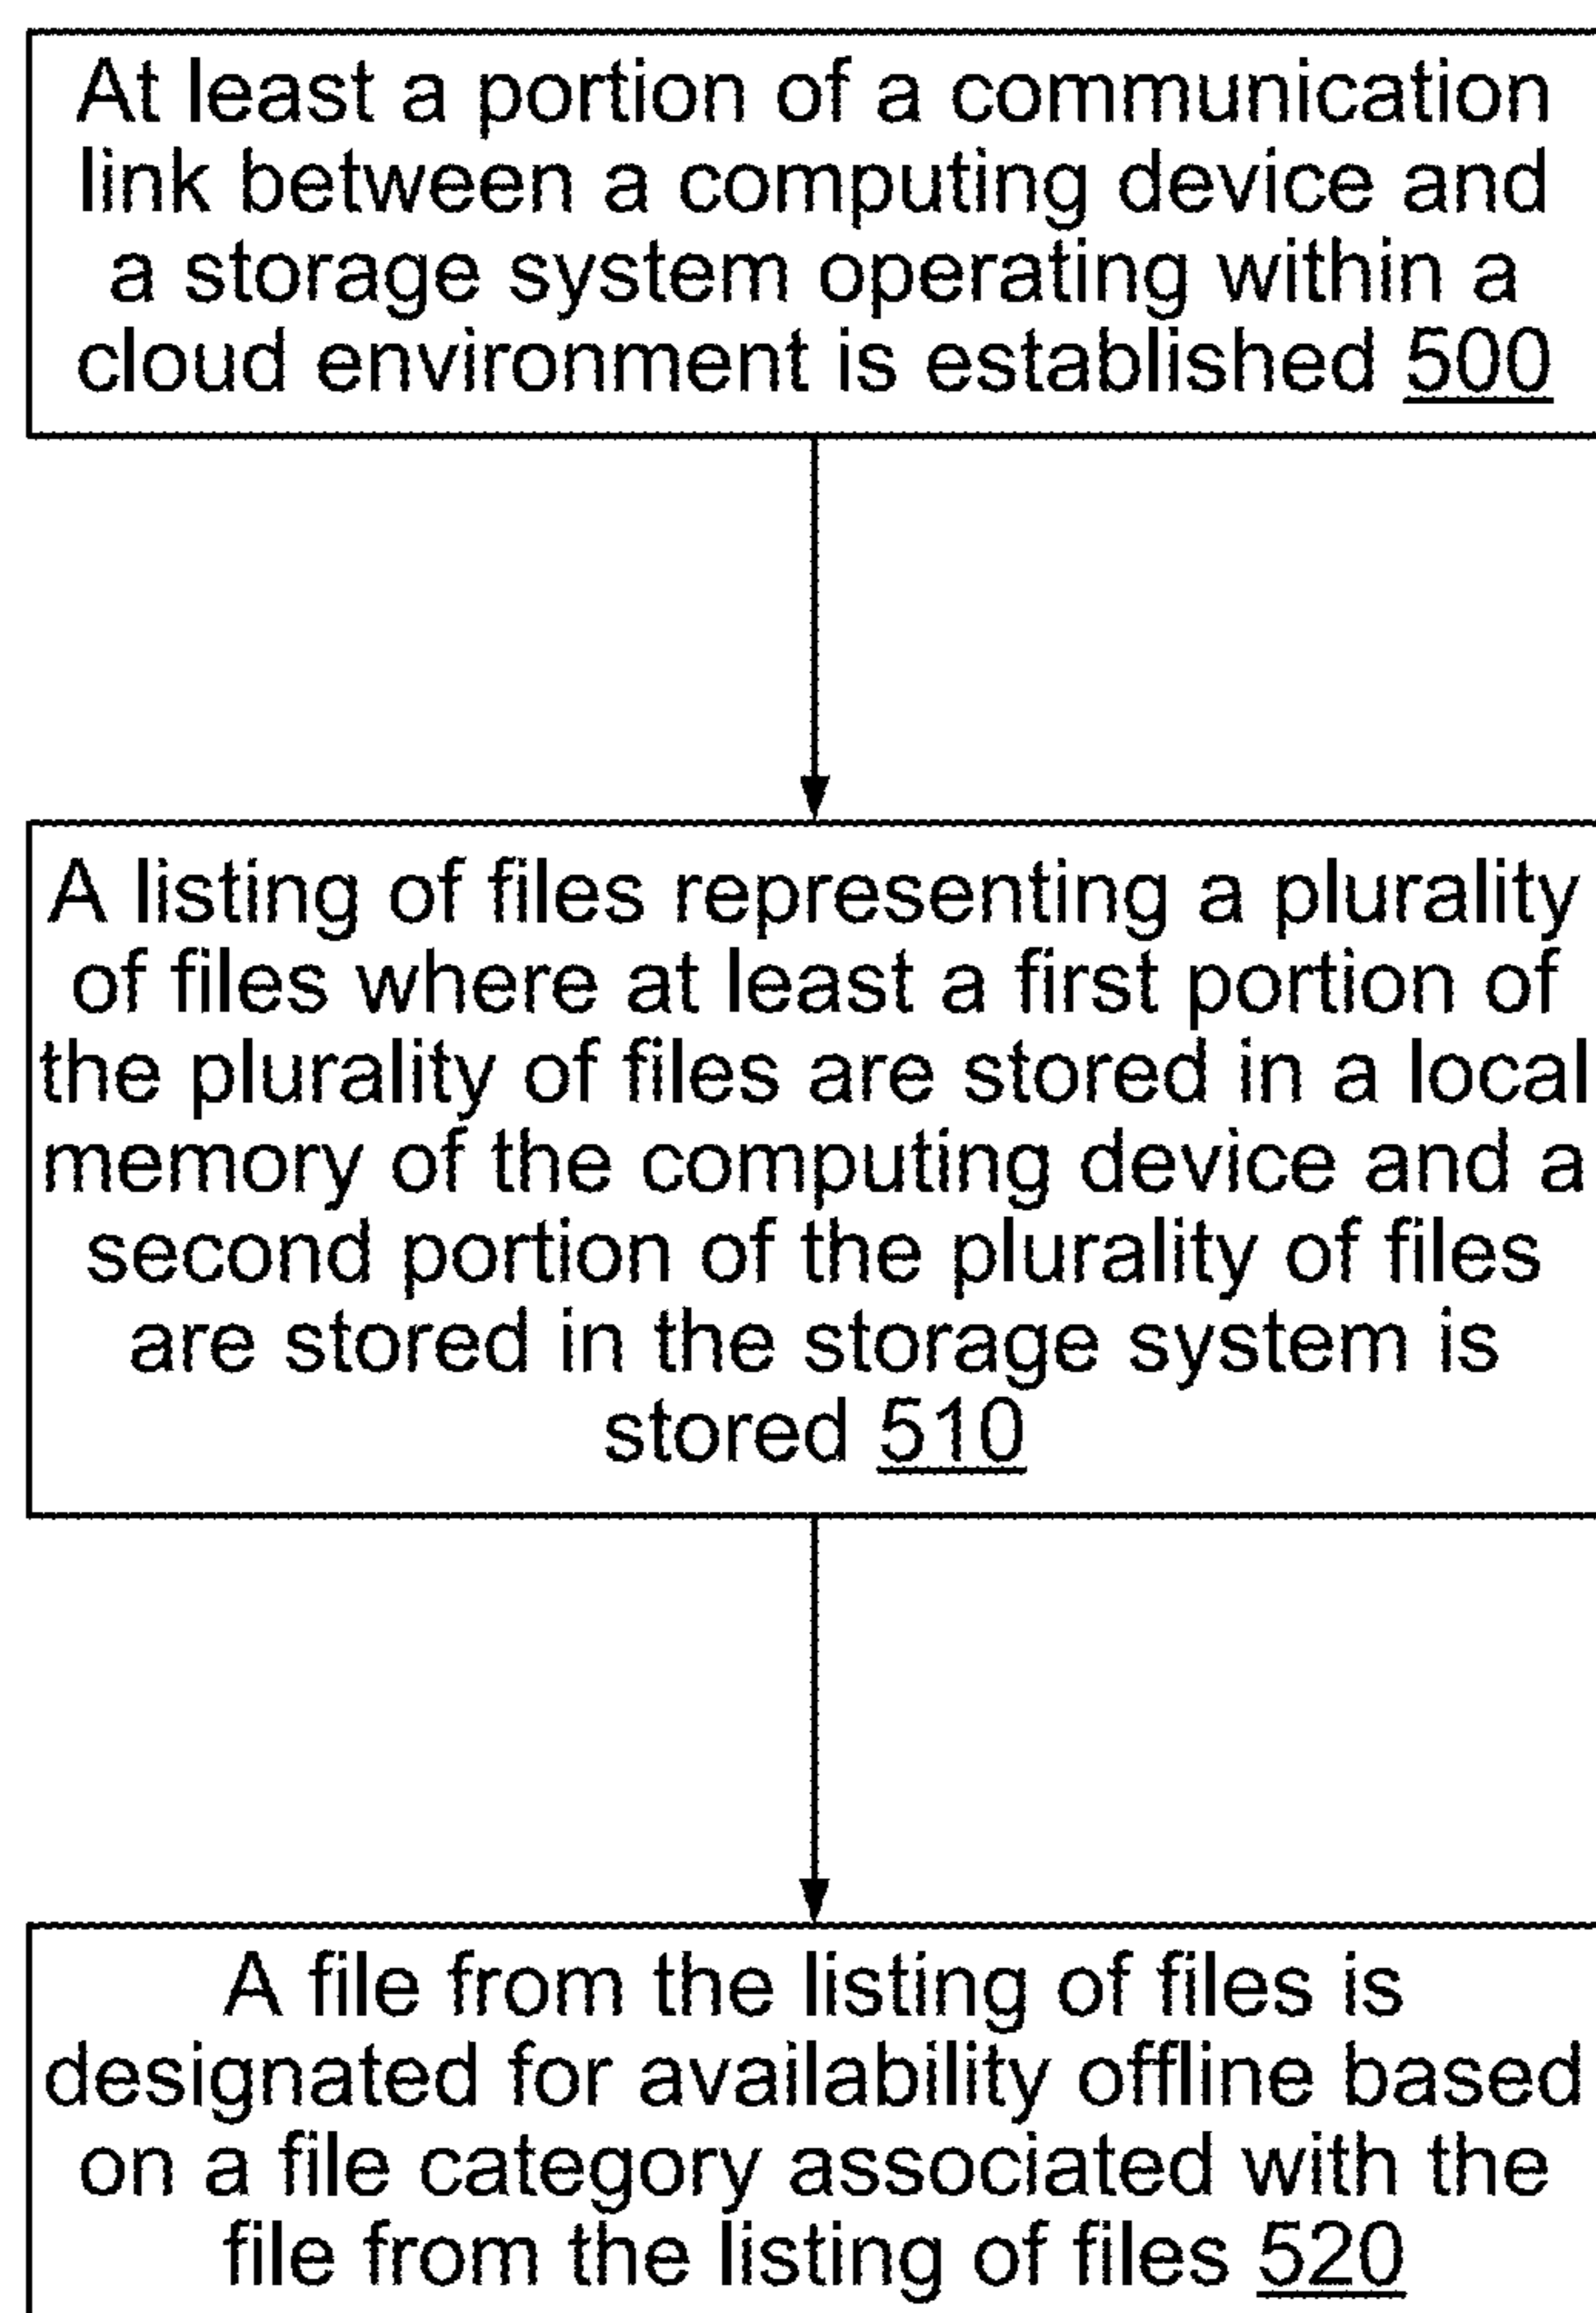 At least a portion of a communication
link between a computing device and
a storage system operating within a
cloud environment is established 500
A listing of files representing a plurality
of files where at least a first portion of
the plurality of files are stored in a local
memory of the computing device and a
second portion of the plurality of files
are stored in the storage system is
stored 510
A file from the listing of files is
designated for availability offline based
on a file category associated with the
file from the listing of files 520